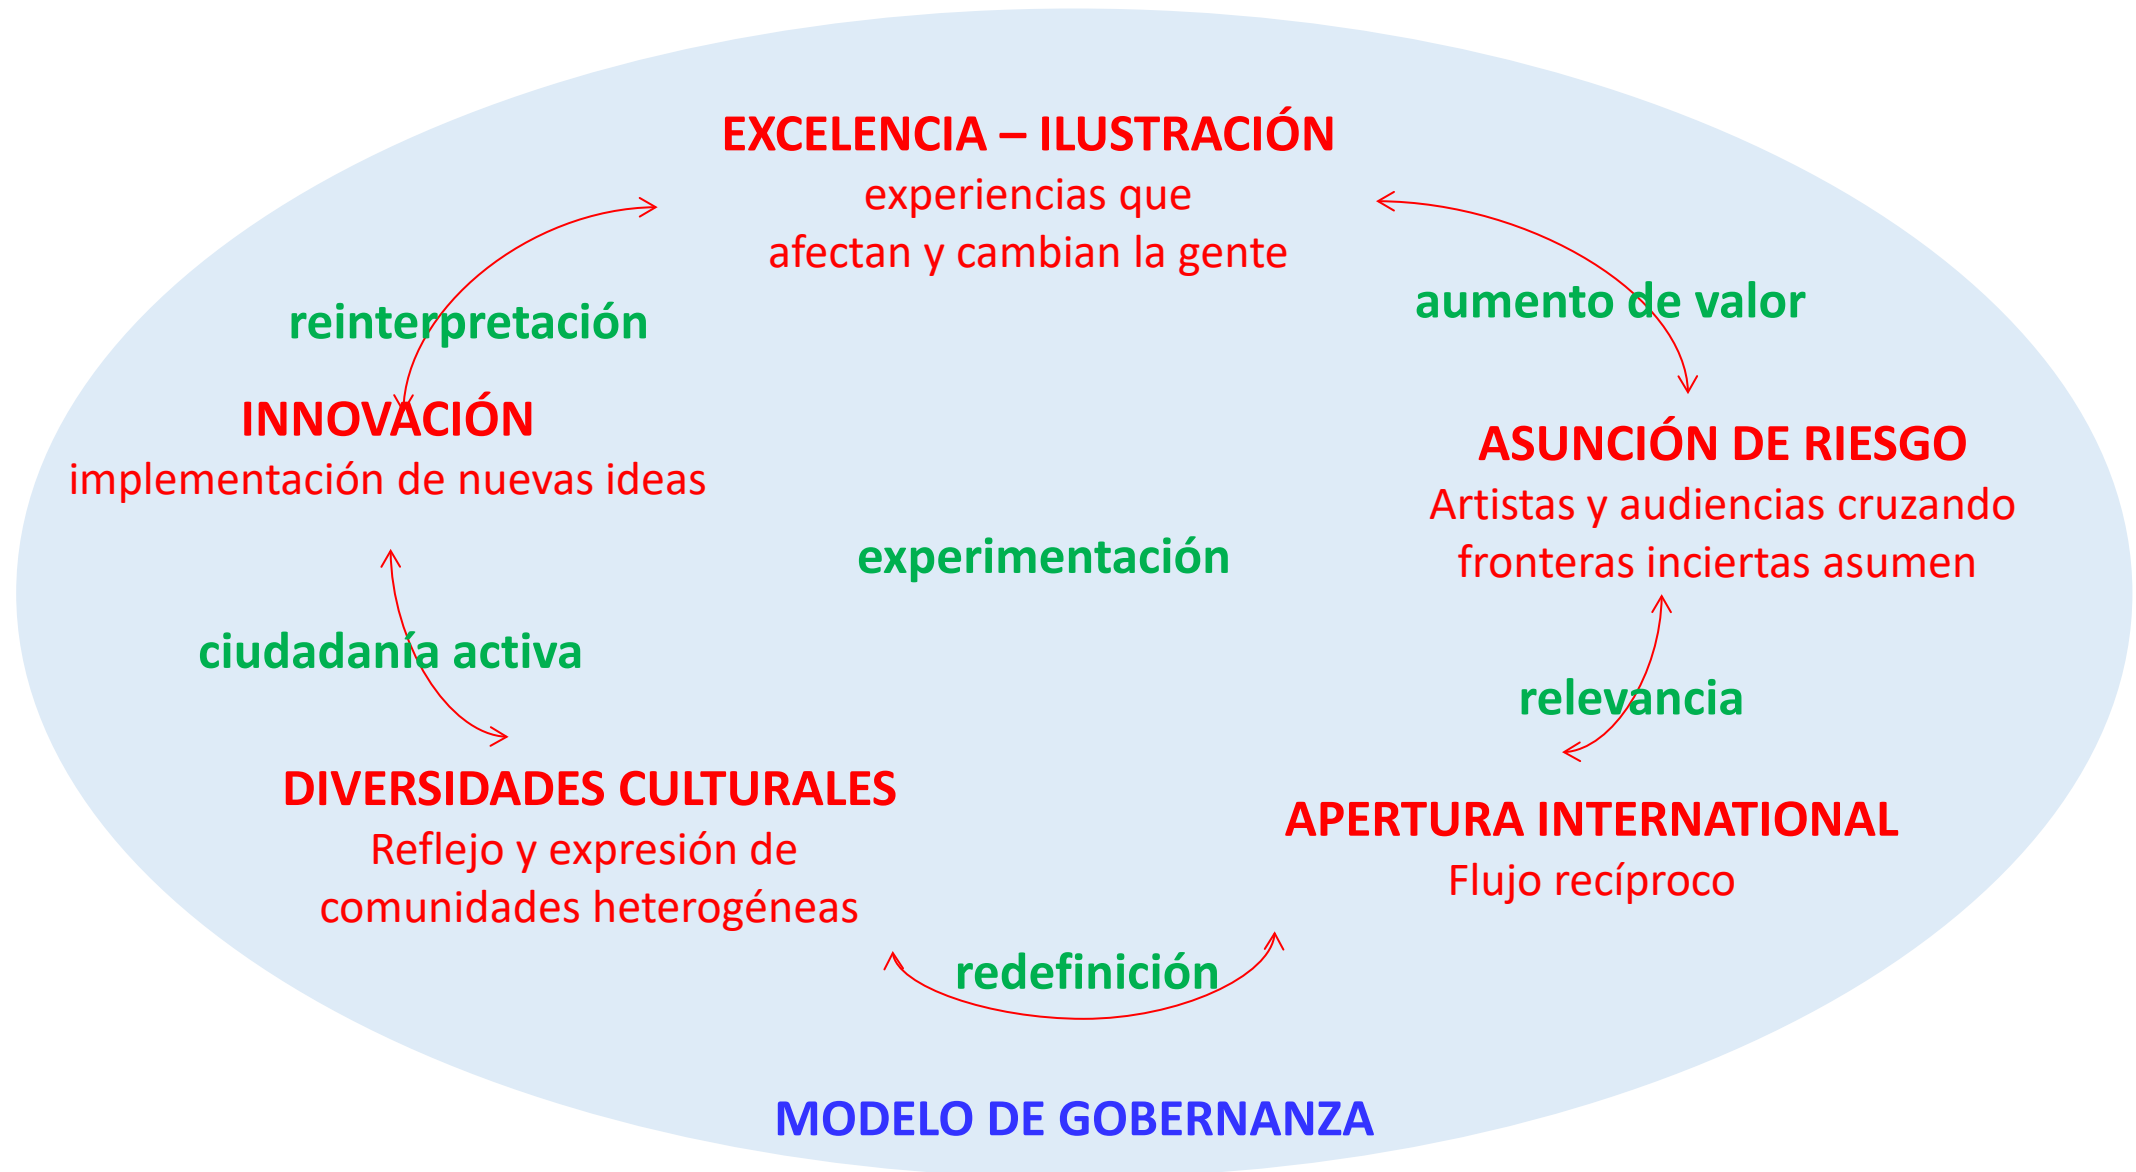 EXCELENCIA – ILUSTRACIÓN
experiencias que
afectan y cambian la gente
reinterpretación
aumento de valor
INNOVACIÓN
implementación de nuevas ideas
ASUNCIÓN DE RIESGO
Artistas y audiencias cruzando
fronteras inciertas asumen
experimentación
ciudadanía activa
relevancia
DIVERSIDADES CULTURALES
Reflejo y expresión de
comunidades heterogéneas
APERTURA INTERNATIONAL
Flujo recíproco
redefinición
MODELO DE GOBERNANZA